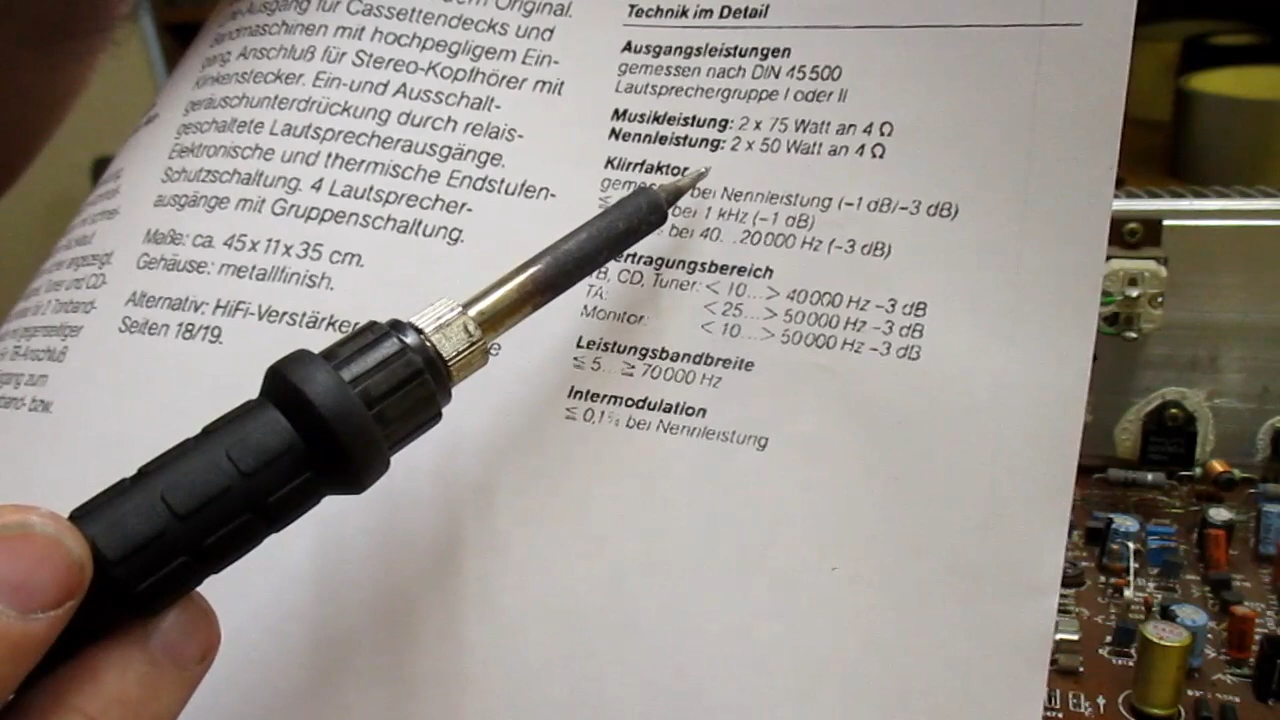 Original.
Ausgang für Cassettendecks und
Bandmaschinen mit hochpegligem Ein-
gang. Anschluß für Stereo-Kopfhörer mit
Klinkenstecker. Ein-und Ausschalt-
geräuschunterdrückung durch relais-
geschaltete Lautsprecherausgänge.
Elektronische und thermische Endstufen-
Schutzschaltung. 4 Lautsprecher-
ausgänge mit Gruppenschaltung.
Maße: ca. 45 x 11 x 35 cm.
Gehäuse: metallfinish.
Alternativ: HiFi-Verstärker
Seiten 18/19.
Technik im Detail
Ausgangsleistungen
gemessen nach DIN 45500
Lautsprechergruppe I oder II
Musikleistung: 2 x 75 Watt an 4 Ω
Nennleistung: 2 x 50 Watt an 4 Ω
Klirrfaktor
bei Nennleistung (−1 dB/−3 dB)
bei 1 kHz (−1 dB)
bei 40...20000 Hz (−3 dB)
ertragungsbereich
TB, CD, Tuner: < 10...> 40000 Hz −3 dB
TA: < 25...> 50000 Hz −3 dB
Monitor: < 10...> 50000 Hz −3 dB
Leistungsbandbreite
≦ 5... ≧ 70000 Hz
Intermodulation
≦ 0,1% bei Nennleistung